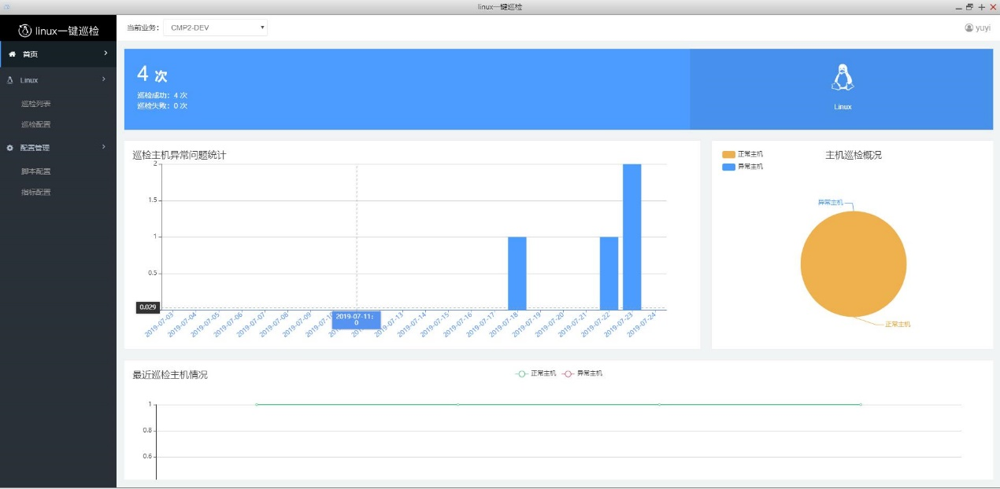 linux一键巡检
linux一键巡检
当前业务：
CMP2-DEV
yuyi
首页
Linux
巡检列表
巡检配置
配置管理
脚本配置
指标配置
4 次
巡检成功：4 次
巡检失败：0 次
Linux
巡检主机异常问题统计
2
1.5
1
0.5
0.029
2019-07-03
2019-07-04
2019-07-05
2019-07-06
2019-07-07
2019-07-08
2019-07-09
2019-07-11:
0
2019-07-13
2019-07-14
2019-07-15
2019-07-16
2019-07-17
2019-07-18
2019-07-19
2019-07-20
2019-07-21
2019-07-22
2019-07-23
2019-07-24
正常主机
异常主机
主机巡检概况
异常主机
正常主机
最近巡检主机情况
正常主机
异常主机
1
0.8
0.6